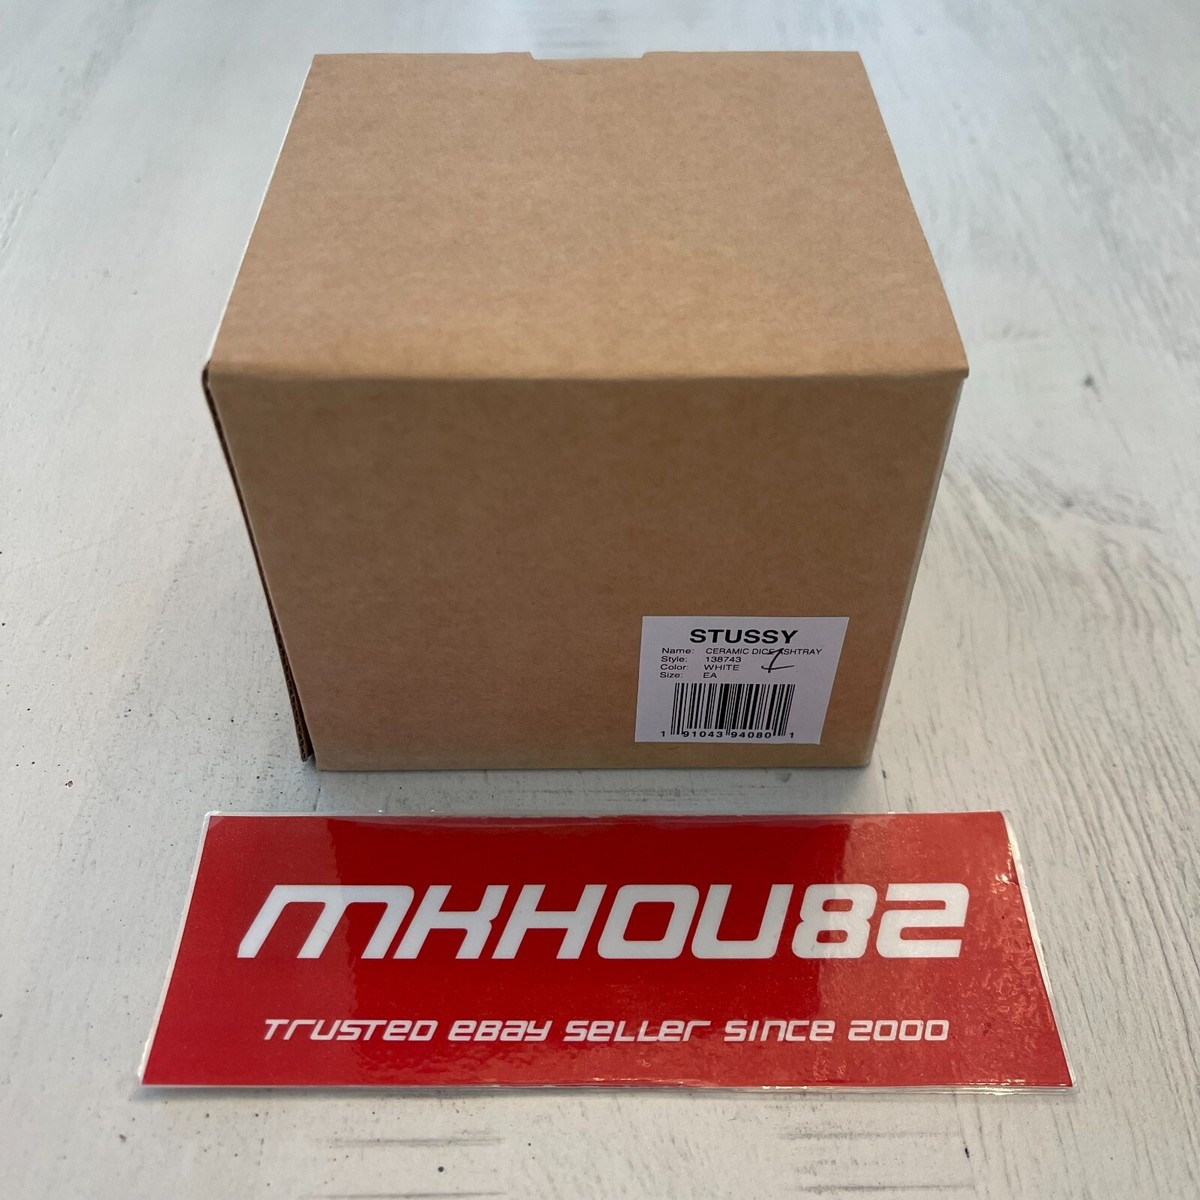 STUSSY
Name: CERAMIC DICE ASHTRAY
Style: 138743
Color: WHITE
Size: EA
1 91043 94080 1
MKHOU82
TRUSTED EBAY SELLER SINCE 2000